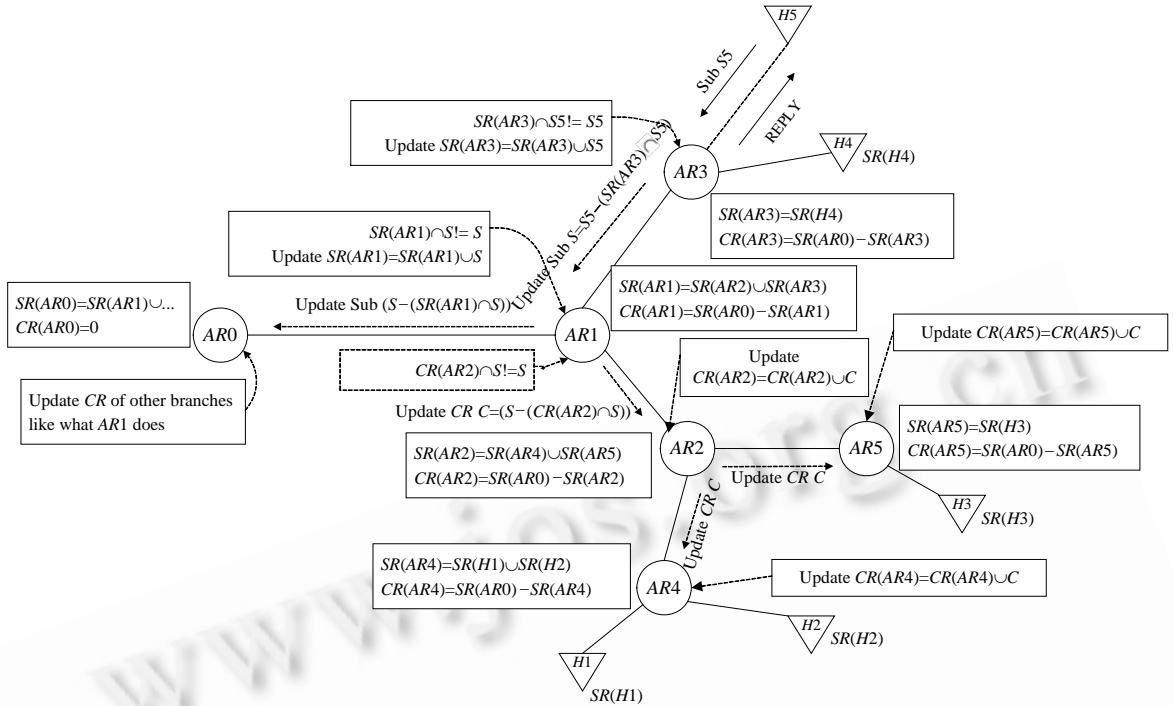 H5
Sub S5
REPLY
SR(AR3)∩S5!= S5
Update SR(AR3)=SR(AR3)∪S5
H4
SR(H4)
AR3
Update Sub S=S5−(SR(AR3)∩S5)
SR(AR3)=SR(H4)
CR(AR3)=SR(AR0)−SR(AR3)
SR(AR1)∩S!= S
Update SR(AR1)=SR(AR1)∪S
SR(AR1)=SR(AR2)∪SR(AR3)
CR(AR1)=SR(AR0)−SR(AR1)
Update Sub (S−(SR(AR1)∩S))
SR(AR0)=SR(AR1)∪...
CR(AR0)=0
AR0
AR1
Update CR(AR5)=CR(AR5)∪C
CR(AR2)∩S!=S
Update
CR(AR2)=CR(AR2)∪C
Update CR of other branches
like what AR1 does
Update CR C=(S−(CR(AR2)∩S))
SR(AR2)=SR(AR4)∪SR(AR5)
CR(AR2)=SR(AR0)−SR(AR2)
AR2
AR5
SR(AR5)=SR(H3)
CR(AR5)=SR(AR0)−SR(AR5)
Update CR C
Update CR C
H3
SR(H3)
SR(AR4)=SR(H1)∪SR(H2)
CR(AR4)=SR(AR0)−SR(AR4)
AR4
Update CR(AR4)=CR(AR4)∪C
H2
SR(H2)
H1
SR(H1)
www.jos.org.cn